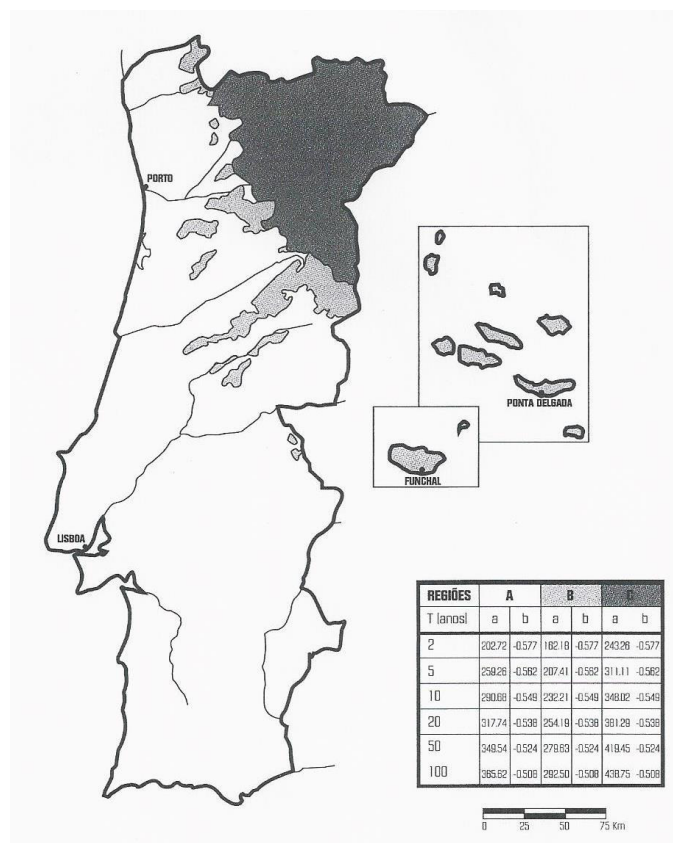 PORTO
PONTA DELGADA
FUNCHAL
LISBOA
REGIÕES A B C
T (anos) a b a b a b
2 202.72 -0.577 162.18 -0.577 243.26 -0.577
5 259.26 -0.562 207.41 -0.562 311.11 -0.562
10 290.68 -0.549 232.21 -0.549 348.02 -0.549
20 317.74 -0.538 254.19 -0.538 381.29 -0.538
50 349.54 -0.524 279.63 -0.524 419.45 -0.524
100 365.62 -0.508 292.50 -0.508 438.75 -0.508
0 25 50 75 Km